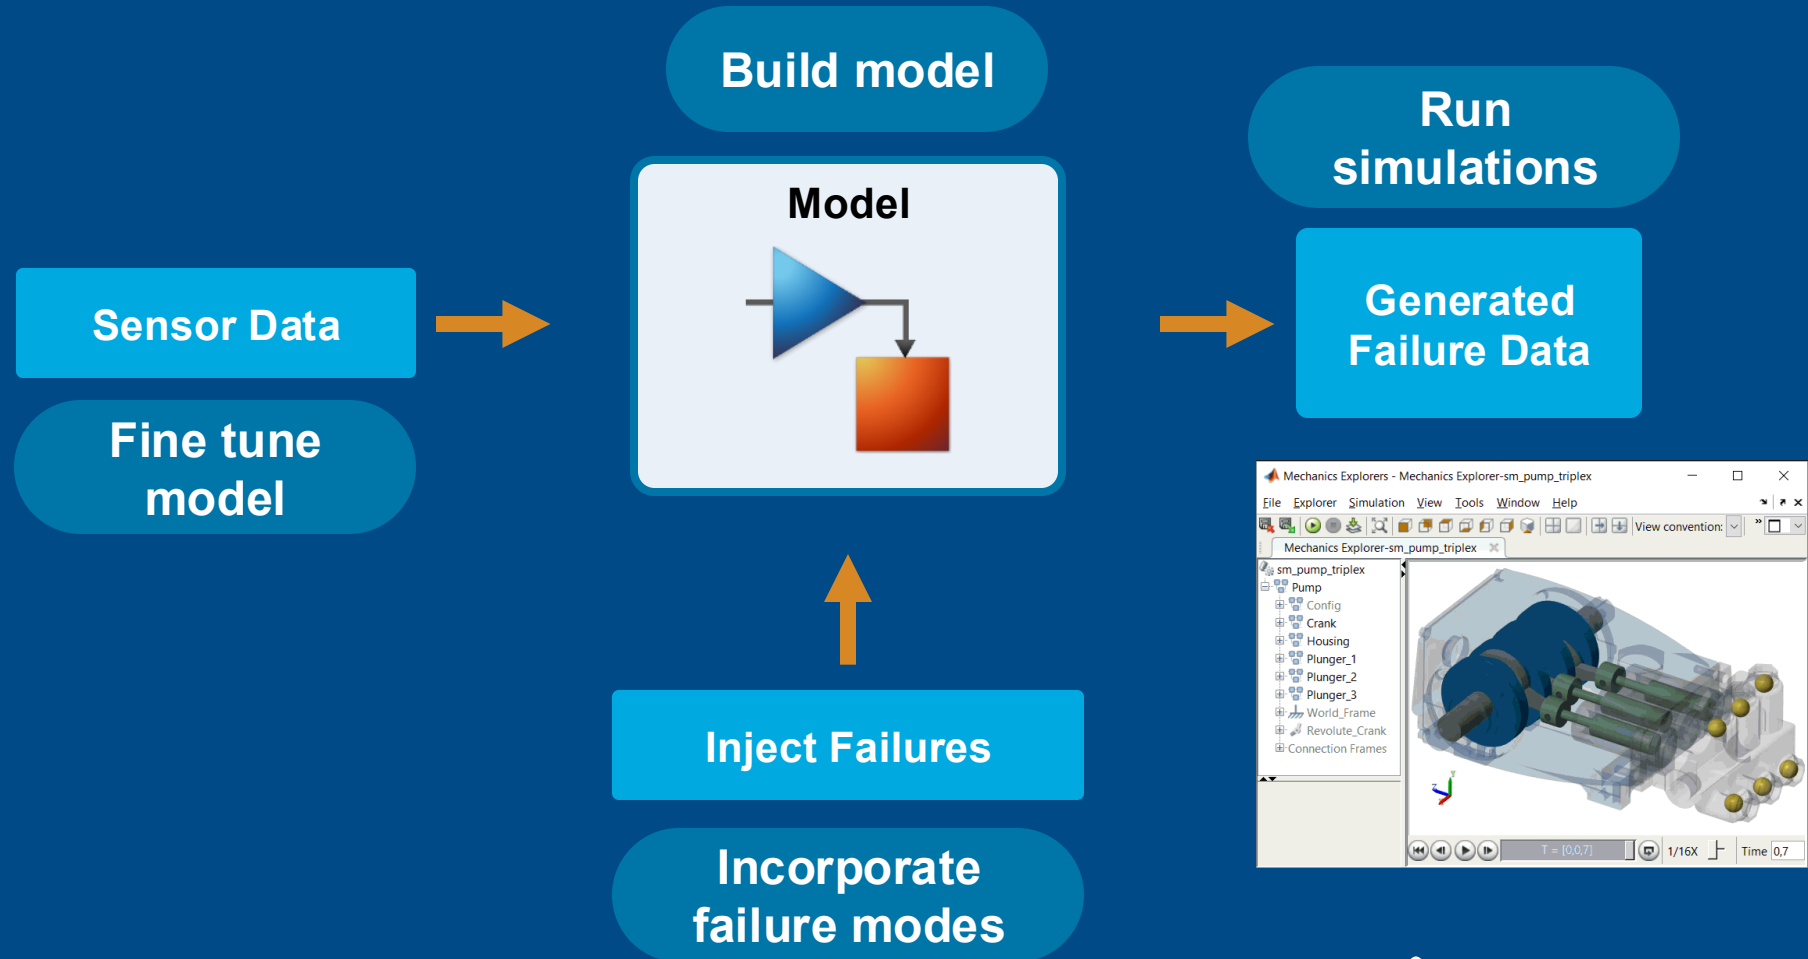 Build model
Model
Sensor Data
Fine tune
model
Inject Failures
Incorporate
failure modes
Run
simulations
Generated
Failure Data
Mechanics Explorers - Mechanics Explorer-sm_pump_triplex
File Explorer Simulation View Tools Window Help
View convention:
Mechanics Explorer-sm_pump_triplex
sm_pump_triplex
Pump
Config
Crank
Housing
Plunger_1
Plunger_2
Plunger_3
World_Frame
Revolute_Crank
Connection Frames
Z Y
T = [0,0,7] 1/16X Time 0,7